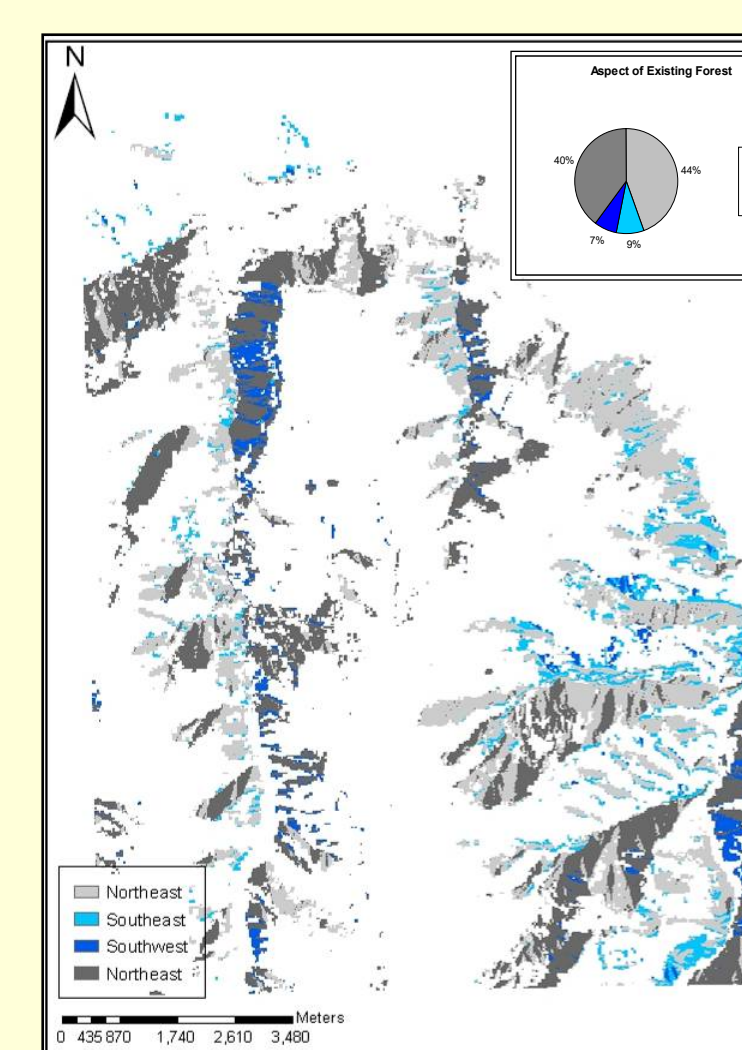 N
Aspect of Existing Forest
40%
44%
7%
9%
Northeast
Southeast
Southwest
Northeast
Meters
0 435 870 1,740 2,610 3,480